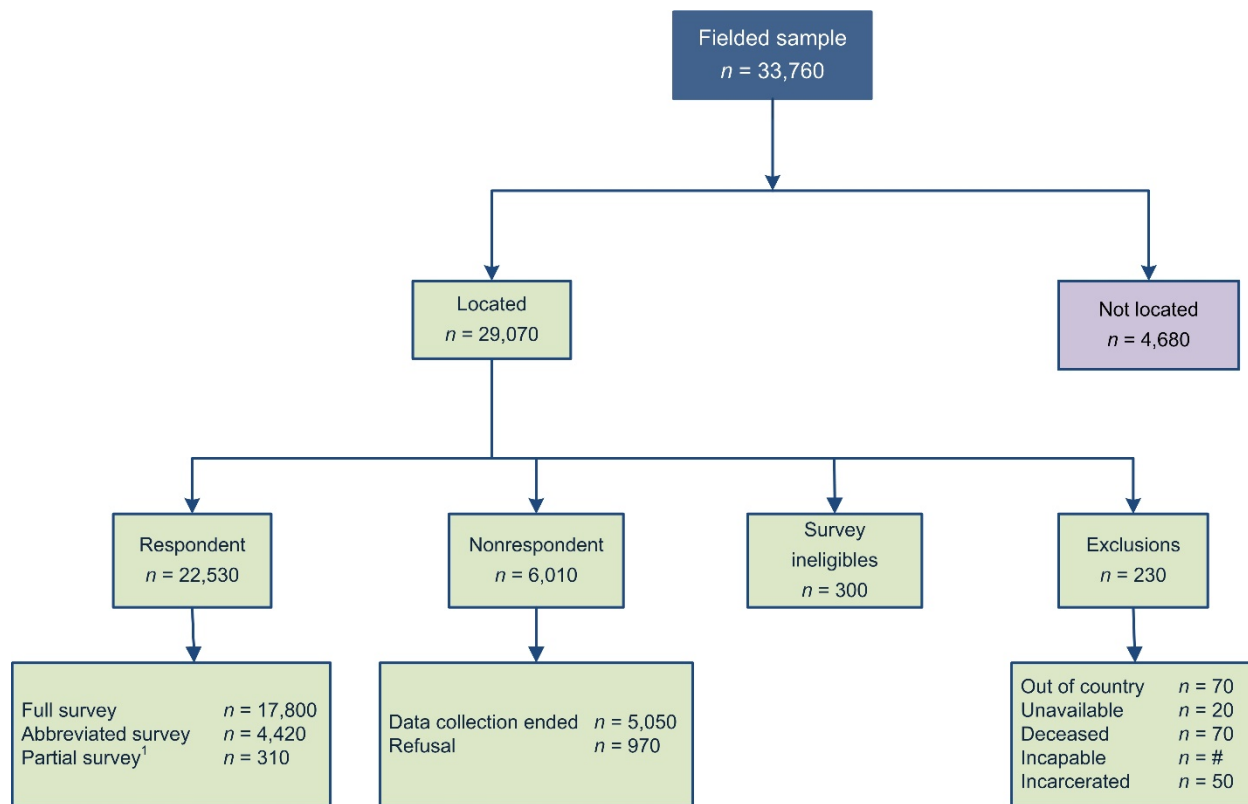 Fielded sample
n = 33,760
Located
n = 29,070
Not located
n = 4,680
Respondent
n = 22,530
Nonrespondent
n = 6,010
Survey
ineligibles
n = 300
Exclusions
n = 230
Full survey n = 17,800
Abbreviated survey n = 4,420
Partial survey¹ n = 310
Data collection ended n = 5,050
Refusal n = 970
Out of country n = 70
Unavailable n = 20
Deceased n = 70
Incapable n = #
Incarcerated n = 50